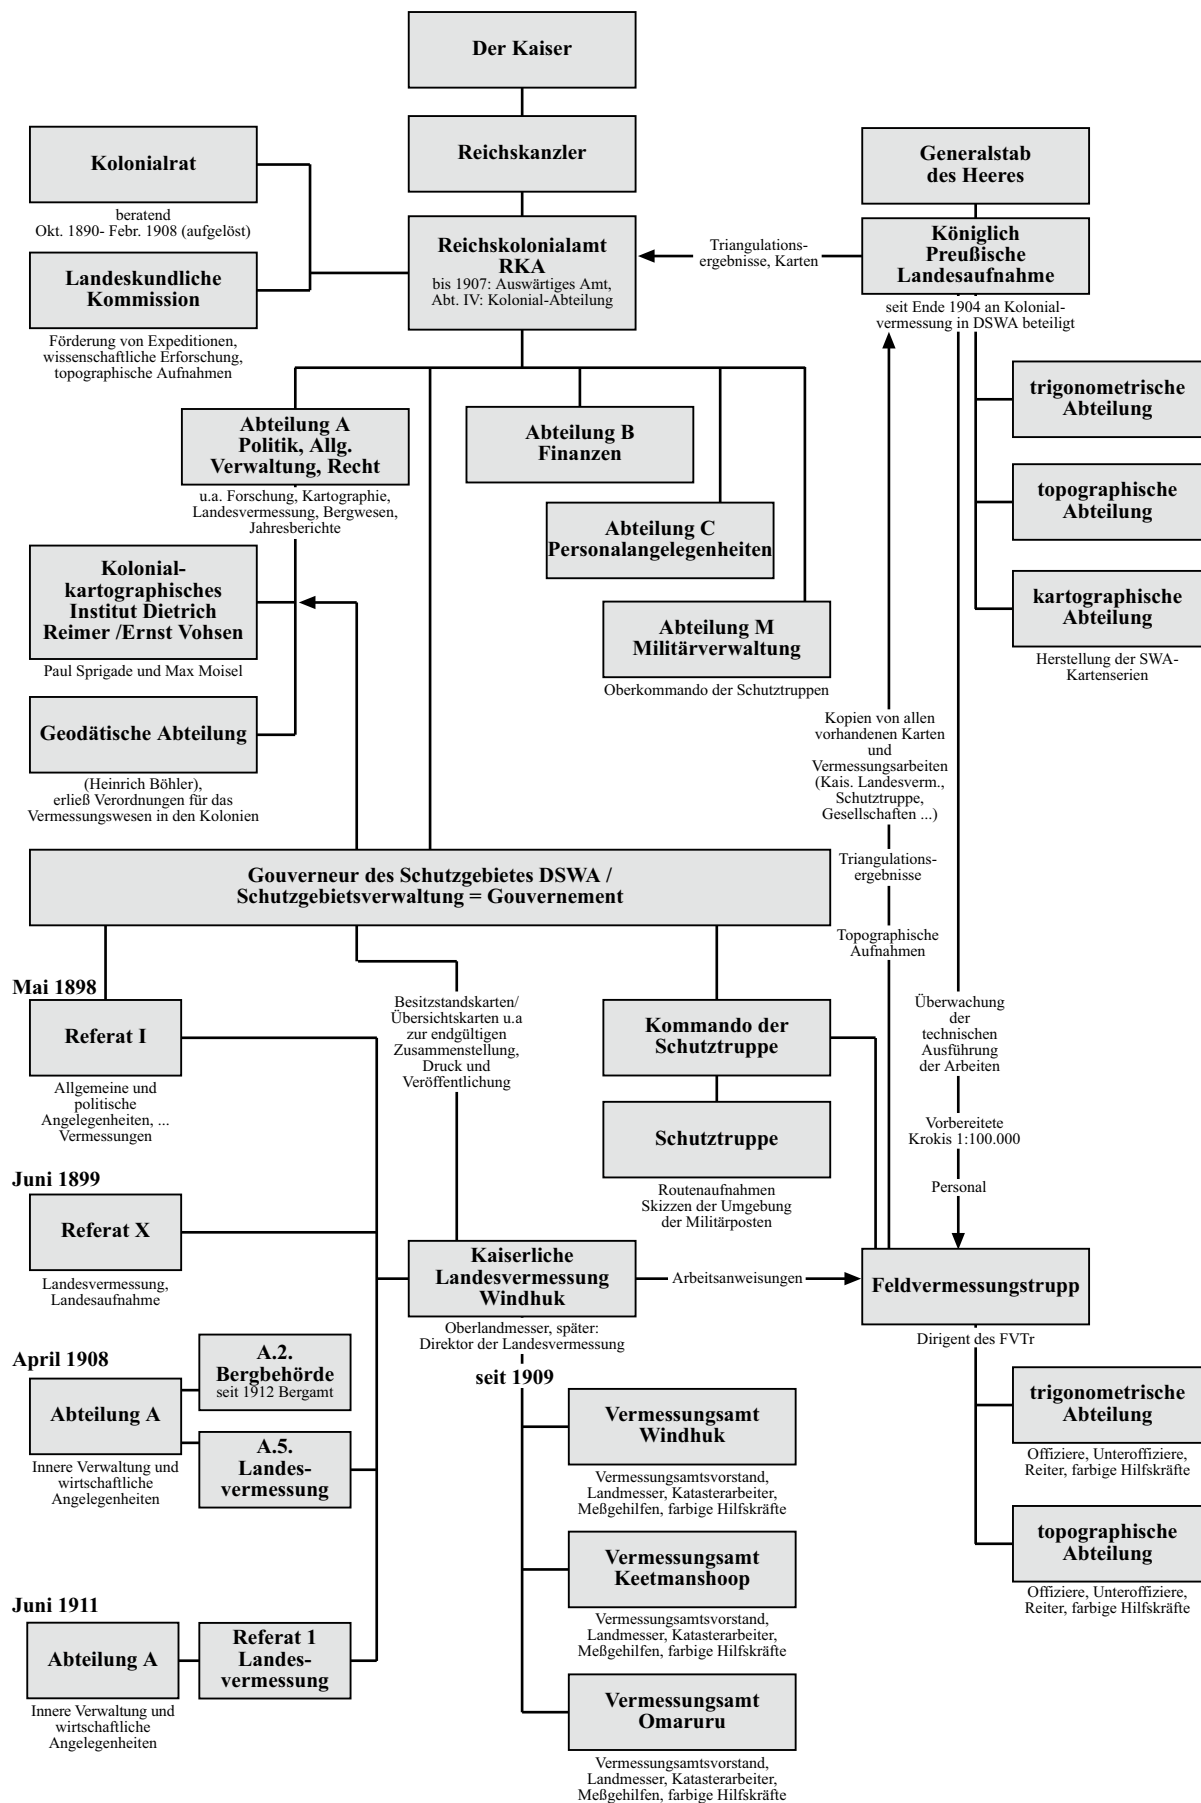 Der Kaiser
Reichskanzler
Kolonialrat
beratend
Okt. 1890- Febr. 1908 (aufgelöst)
Landeskundliche
Kommission
Förderung von Expeditionen,
wissenschaftliche Erforschung,
topographische Aufnahmen
Reichskolonialamt
RKA
bis 1907: Auswärtiges Amt,
Abt. IV: Kolonial-Abteilung
Triangulations-
ergebnisse, Karten
Generalstab
des Heeres
Königlich
Preußische
Landesaufnahme
seit Ende 1904 an Kolonial-
vermessung in DSWA beteiligt
trigonometrische
Abteilung
topographische
Abteilung
kartographische
Abteilung
Herstellung der SWA-
Kartenserien
Abteilung A
Politik, Allg.
Verwaltung, Recht
u.a. Forschung, Kartographie,
Landesvermessung, Bergwesen,
Jahresberichte
Abteilung B
Finanzen
Abteilung C
Personalangelegenheiten
Abteilung M
Militärverwaltung
Oberkommando der Schutztruppen
Kolonial-
kartographisches
Institut Dietrich
Reimer /Ernst Vohsen
Paul Sprigade und Max Moisel
Geodätische Abteilung
(Heinrich Böhler),
erließ Verordnungen für das
Vermessungswesen in den Kolonien
Kopien von allen
vorhandenen Karten
und
Vermessungsarbeiten
(Kais. Landesverm.,
Schutztruppe,
Gesellschaften ...)
Triangulations-
ergebnisse
Topographische
Aufnahmen
Gouverneur des Schutzgebietes DSWA /
Schutzgebietsverwaltung = Gouvernement
Mai 1898
Referat I
Allgemeine und
politische
Angelegenheiten, ...
Vermessungen
Besitzstandskarten/
Übersichtskarten u.a
zur endgültigen
Zusammenstellung,
Druck und
Veröffentlichung
Kommando der
Schutztruppe
Schutztruppe
Routenaufnahmen
Skizzen der Umgebung
der Militärposten
Überwachung
der
technischen
Ausführung
der Arbeiten
Vorbereitete
Krokis 1:100.000
Personal
Juni 1899
Referat X
Landesvermessung,
Landesaufnahme
Kaiserliche
Landesvermessung
Windhuk
Oberlandmesser, später:
Direktor der Landesvermessung
Arbeitsanweisungen
Feldvermessungstrupp
Dirigent des FVTr
April 1908
Abteilung A
Innere Verwaltung und
wirtschaftliche
Angelegenheiten
A.2.
Bergbehörde
seit 1912 Bergamt
A.5.
Landes-
vermessung
seit 1909
Vermessungsamt
Windhuk
Vermessungsamtsvorstand,
Landmesser, Katasterarbeiter,
Meßgehilfen, farbige Hilfskräfte
Vermessungsamt
Keetmanshoop
Vermessungsamtsvorstand,
Landmesser, Katasterarbeiter,
Meßgehilfen, farbige Hilfskräfte
Vermessungsamt
Omaruru
Vermessungsamtsvorstand,
Landmesser, Katasterarbeiter,
Meßgehilfen, farbige Hilfskräfte
trigonometrische
Abteilung
Offiziere, Unteroffiziere,
Reiter, farbige Hilfskräfte
topographische
Abteilung
Offiziere, Unteroffiziere,
Reiter, farbige Hilfskräfte
Juni 1911
Abteilung A
Innere Verwaltung und
wirtschaftliche
Angelegenheiten
Referat 1
Landes-
vermessung